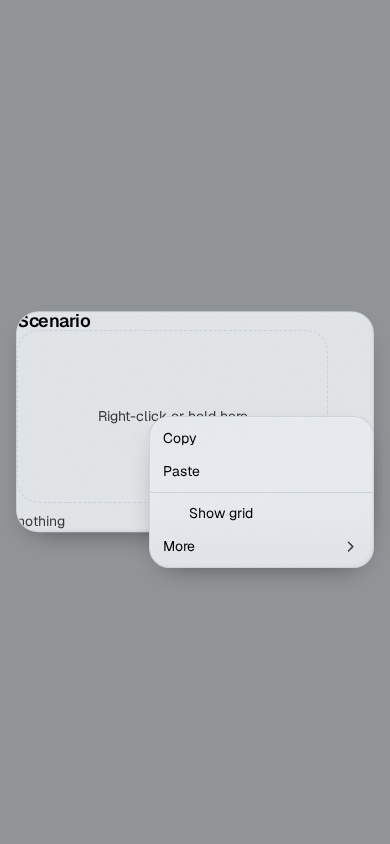 Scenario
Right-click or hold here
Copy
Paste
Show grid
nothing
More